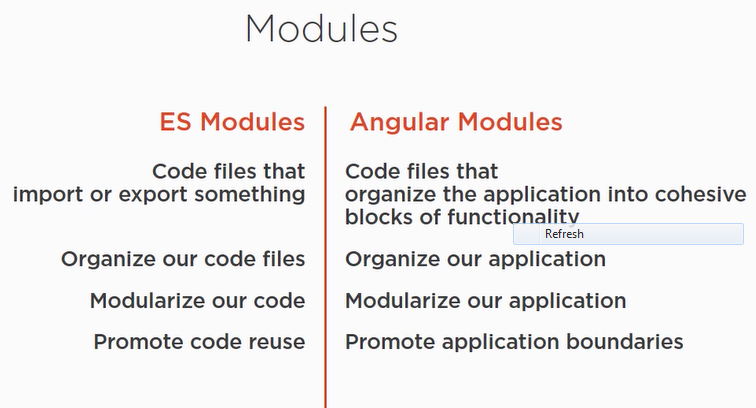 Modules
ES Modules
Code files that
import or export something
Organize our code files
Modularize our code
Promote code reuse
Angular Modules
Code files that
organize the application into cohesive
blocks of functionality
Refresh
Organize our application
Modularize our application
Promote application boundaries